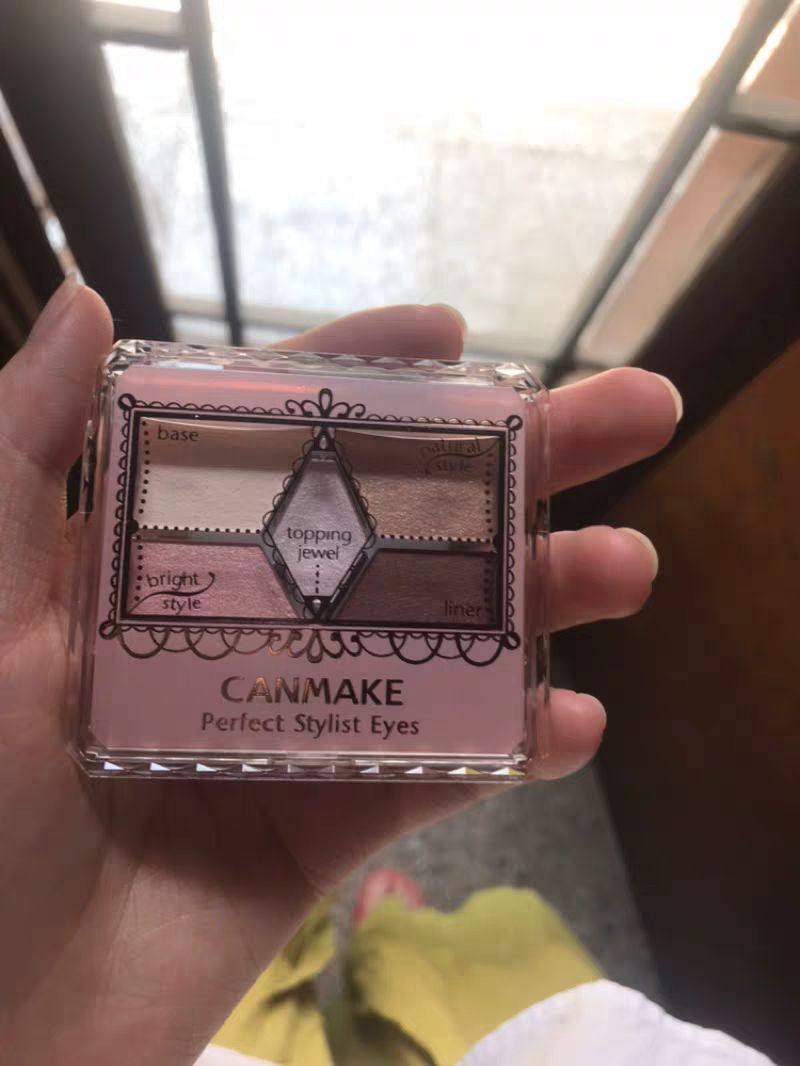 base
natural
style
topping
jewel
bright
style
liner
CANMAKE
Perfect Stylist Eyes